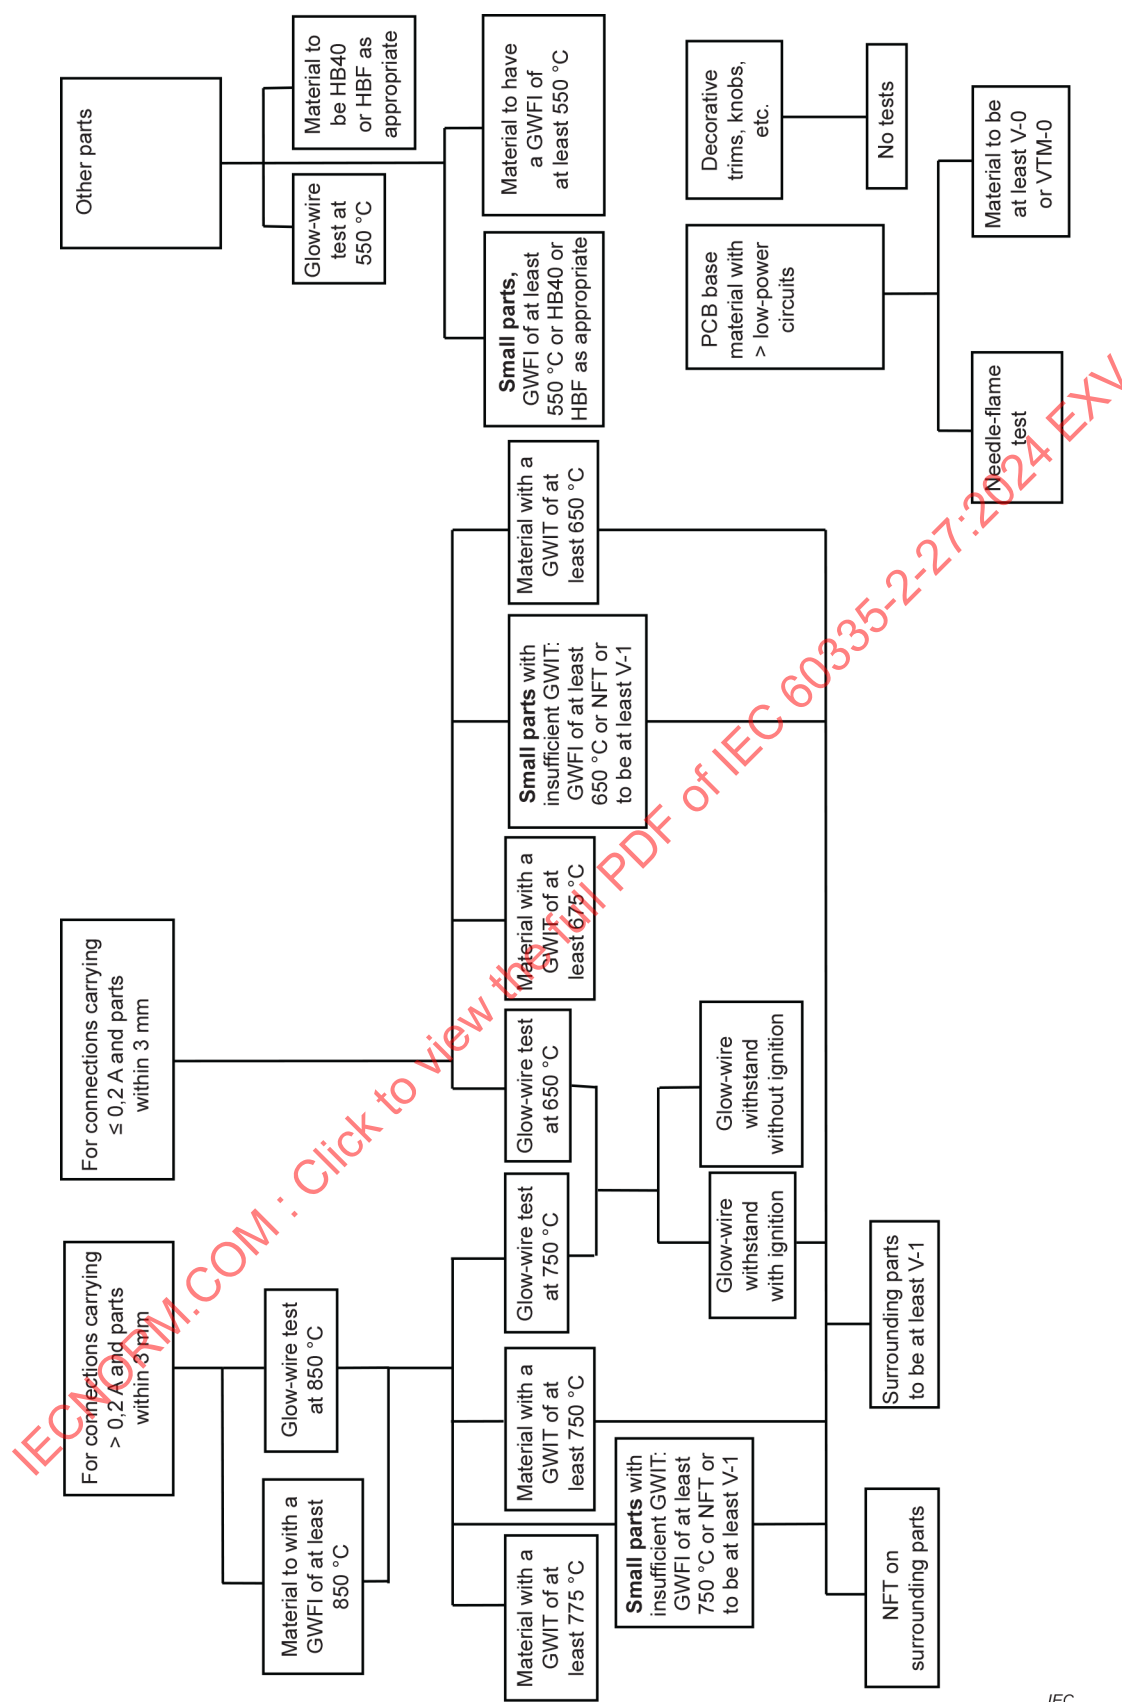 For connections carrying
> 0,2 A and parts
within 3 mm
For connections carrying
≤ 0,2 A and parts
within 3 mm
Other parts
Material to with a
GWFI of at least
850 °C
Glow-wire test
at 850 °C
Glow-wire
test at
550 °C
Material to
be HB40
or HBF as
appropriate
Material with a
GWIT of at
least 775 °C
Small parts with
insufficient GWIT:
GWFI of at least
750 °C or NFT or
to be at least V-1
Material with a
GWIT of at
least 750 °C
Glow-wire test
at 750 °C
Glow-wire test
at 650 °C
Material with a
GWIT of at
least 675 °C
Small parts with
insufficient GWIT:
GWFI of at least
650 °C or NFT or
to be at least V-1
Material with a
GWIT of at
least 650 °C
Small parts,
GWFI of at least
550 °C or HB40 or
HBF as appropriate
Material to have
a GWFI of
at least 550 °C
Glow-wire
withstand
with ignition
Glow-wire
withstand
without ignition
NFT on
surrounding parts
Surrounding parts
to be at least V-1
PCB base
material with
> low-power
circuits
Decorative
trims, knobs,
etc.
No tests
Needle-flame
test
Material to be
at least V-0
or VTM-0
IEC
IECNORM.COM : Click to view the full PDF of IEC 60335-2-27:2024 EXV